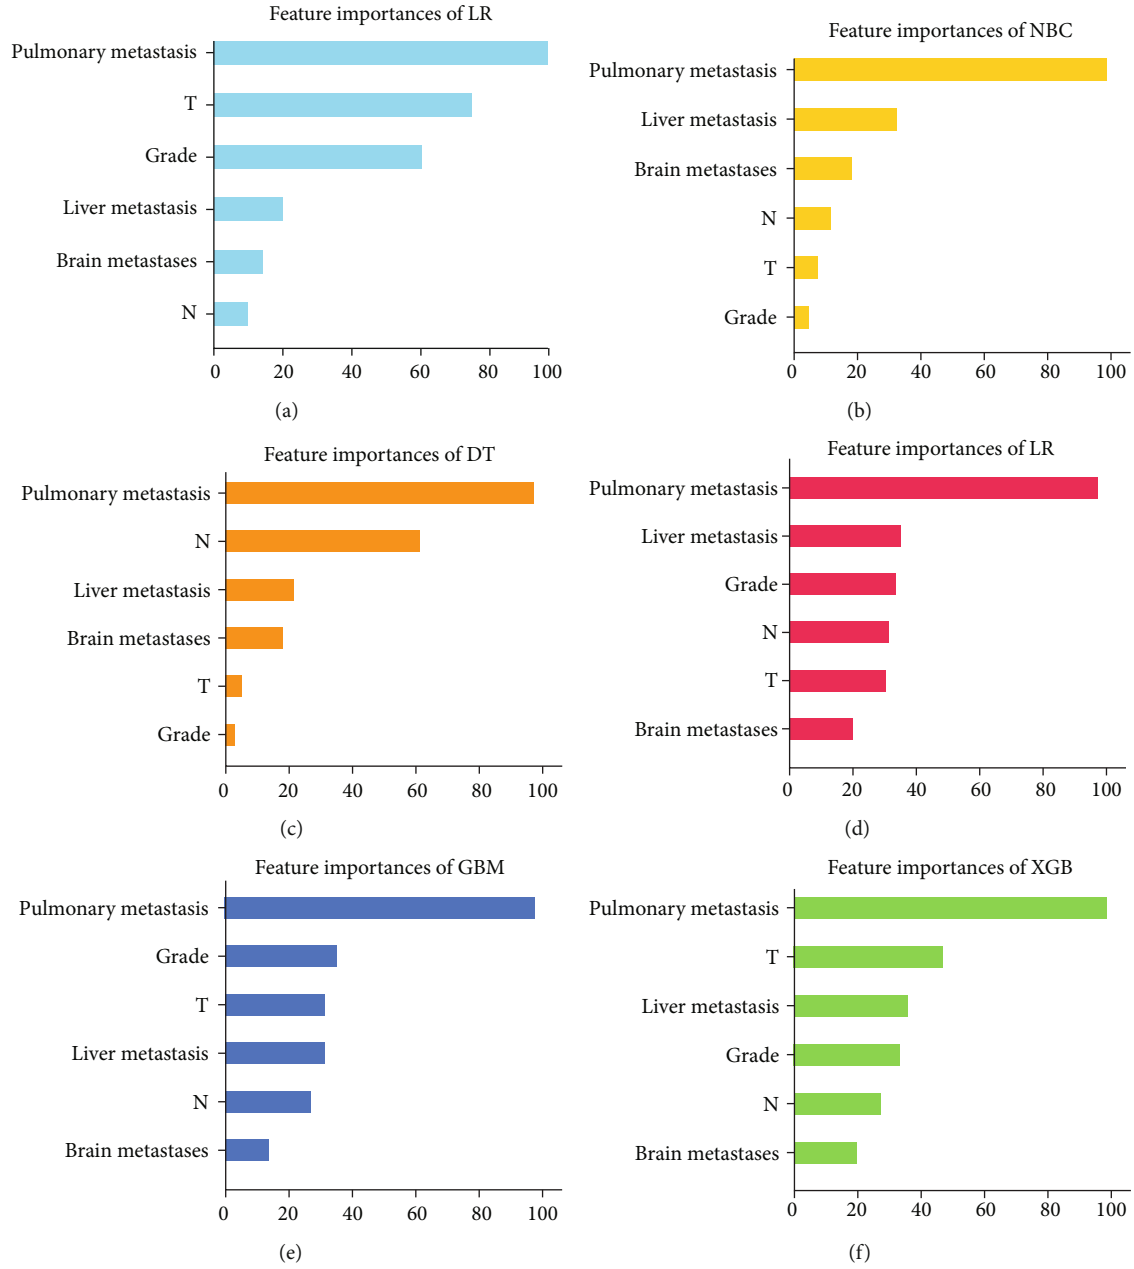 Feature importances of LR
Pulmonary metastasis
T
Grade
Liver metastasis
Brain metastases
N
0 20 40 60 80 100
(a)
Feature importances of NBC
Pulmonary metastasis
Liver metastasis
Brain metastases
N
T
Grade
0 20 40 60 80 100
(b)
Feature importances of DT
Pulmonary metastasis
N
Liver metastasis
Brain metastases
T
Grade
0 20 40 60 80 100
(c)
Feature importances of LR
Pulmonary metastasis
Liver metastasis
Grade
N
T
Brain metastases
0 20 40 60 80 100
(d)
Feature importances of GBM
Pulmonary metastasis
Grade
T
Liver metastasis
N
Brain metastases
0 20 40 60 80 100
(e)
Feature importances of XGB
Pulmonary metastasis
T
Liver metastasis
Grade
N
Brain metastases
0 20 40 60 80 100
(f)